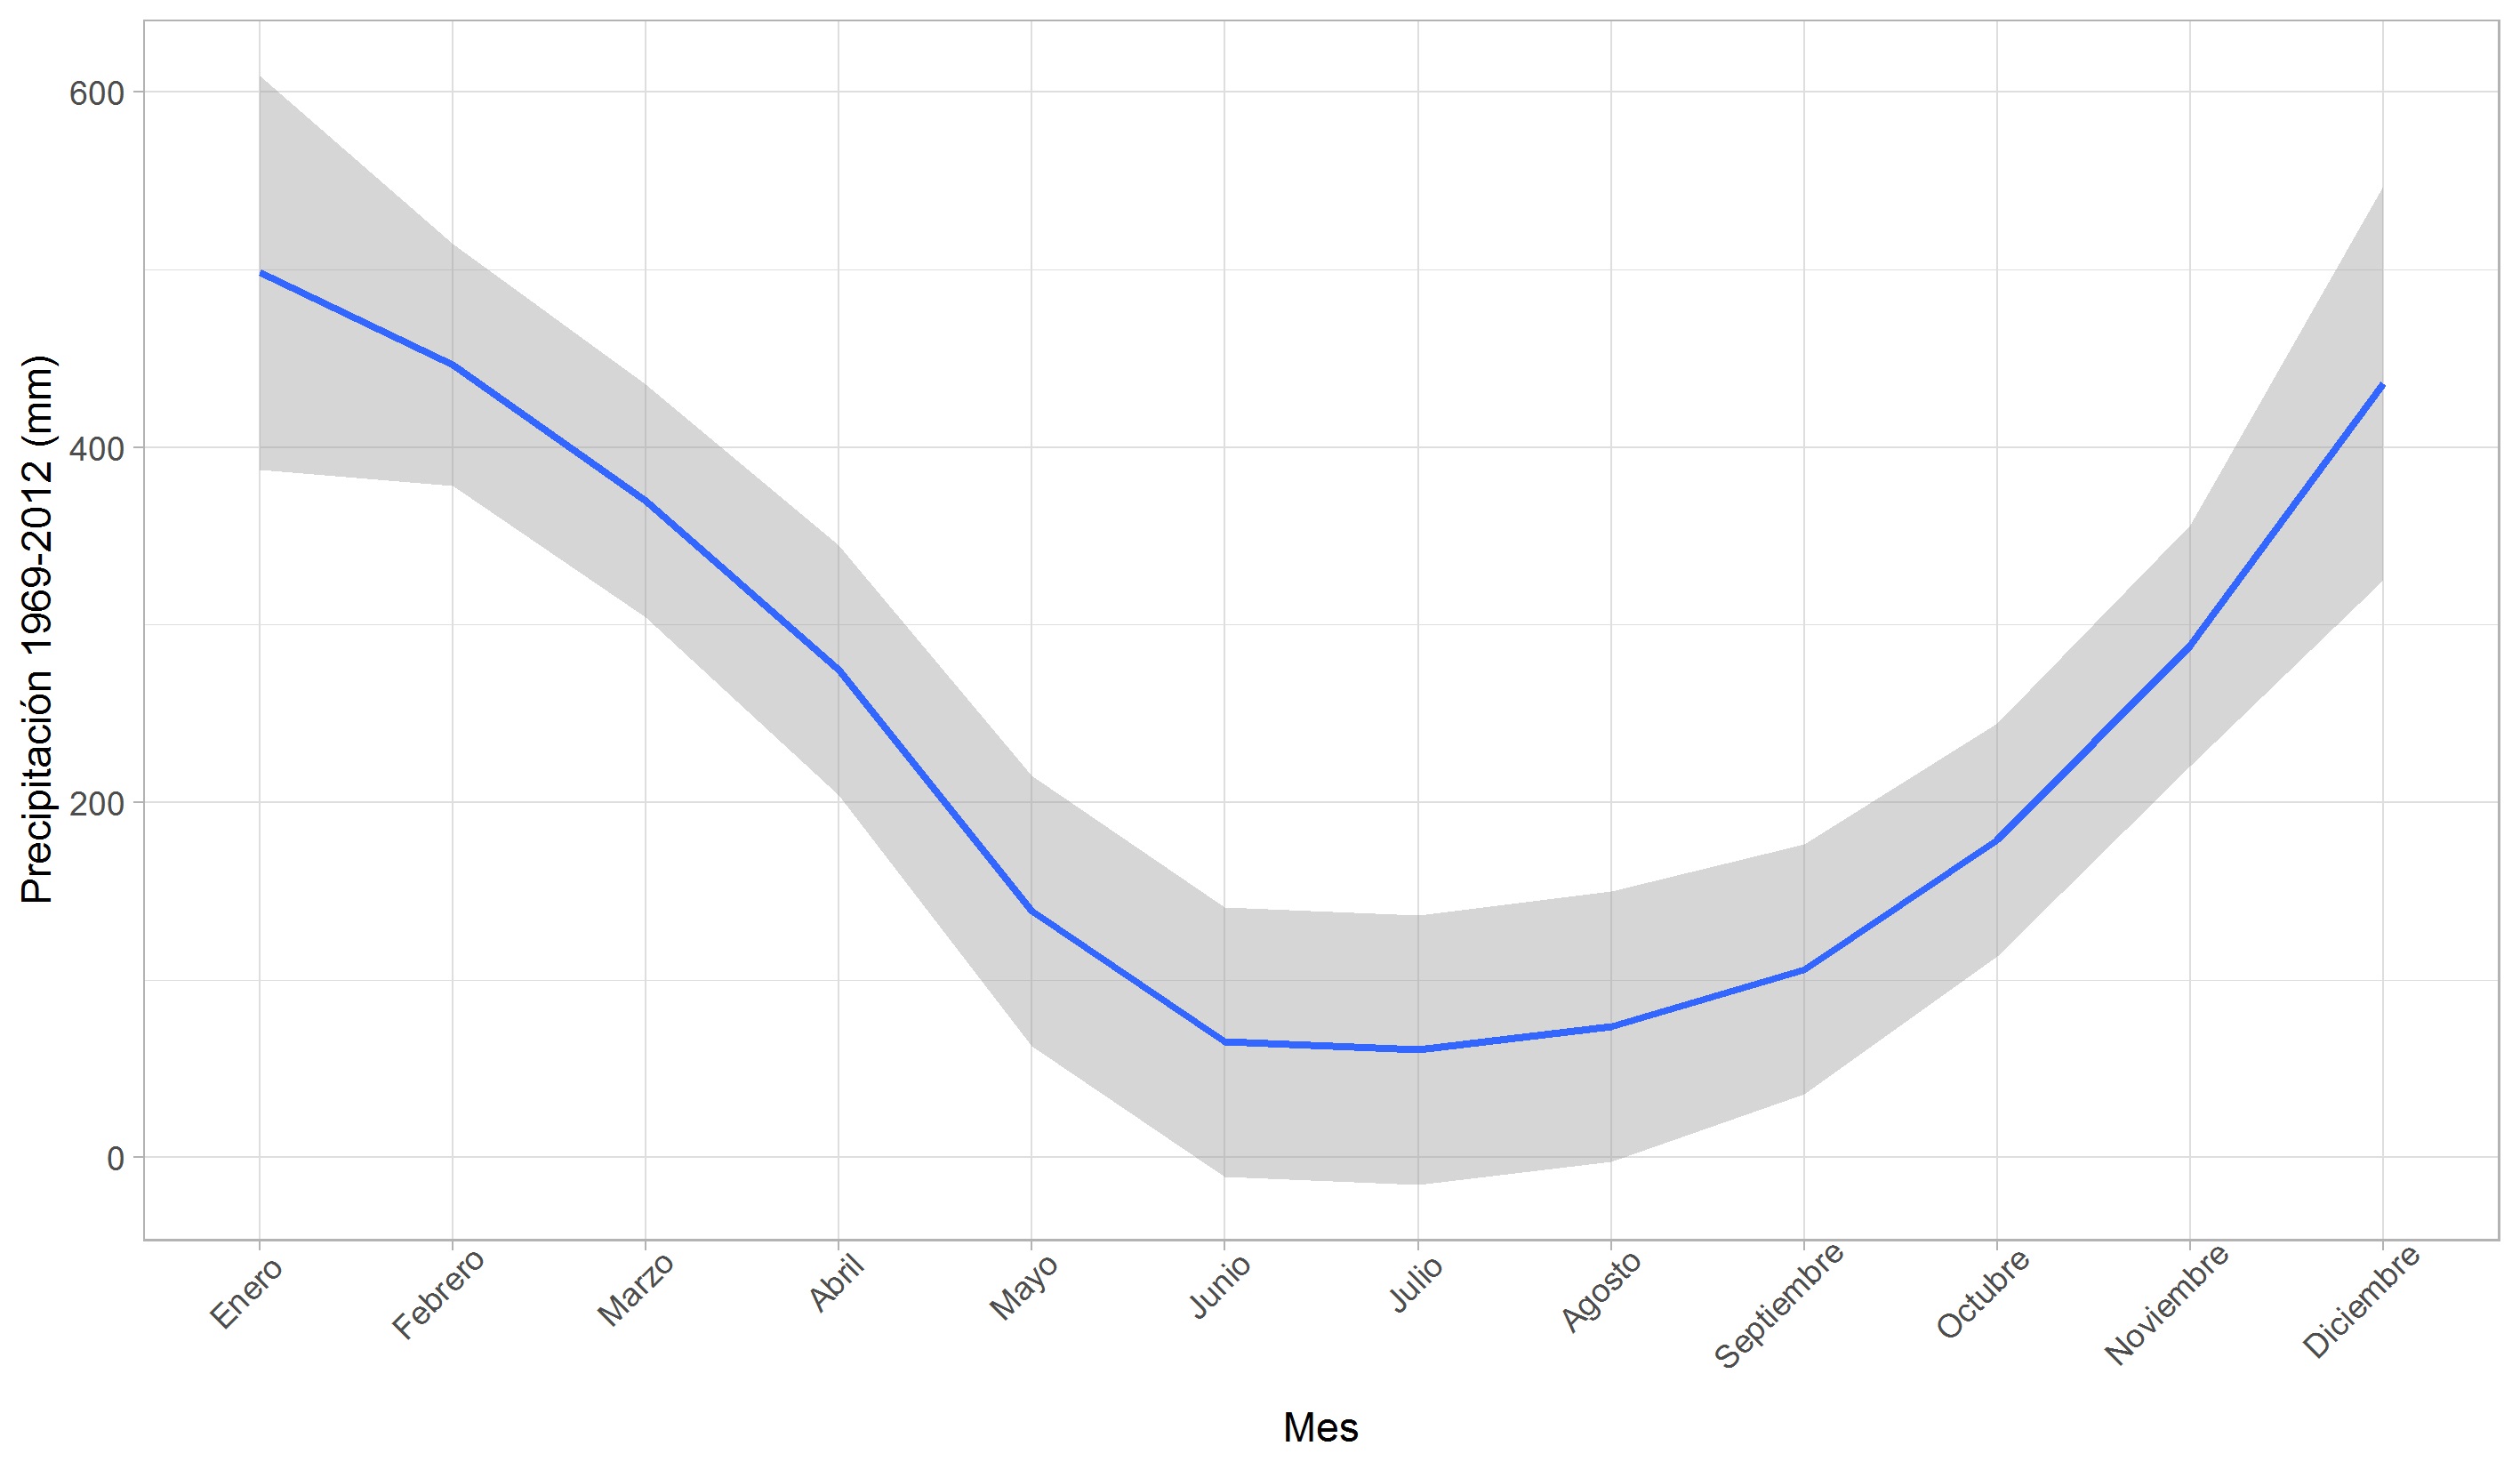 Precipitación 1969-2012 (mm)
600
400
200
0
Enero
Febrero
Marzo
Abril
Mayo
Junio
Julio
Agosto
Septiembre
Octubre
Noviembre
Diciembre
Mes